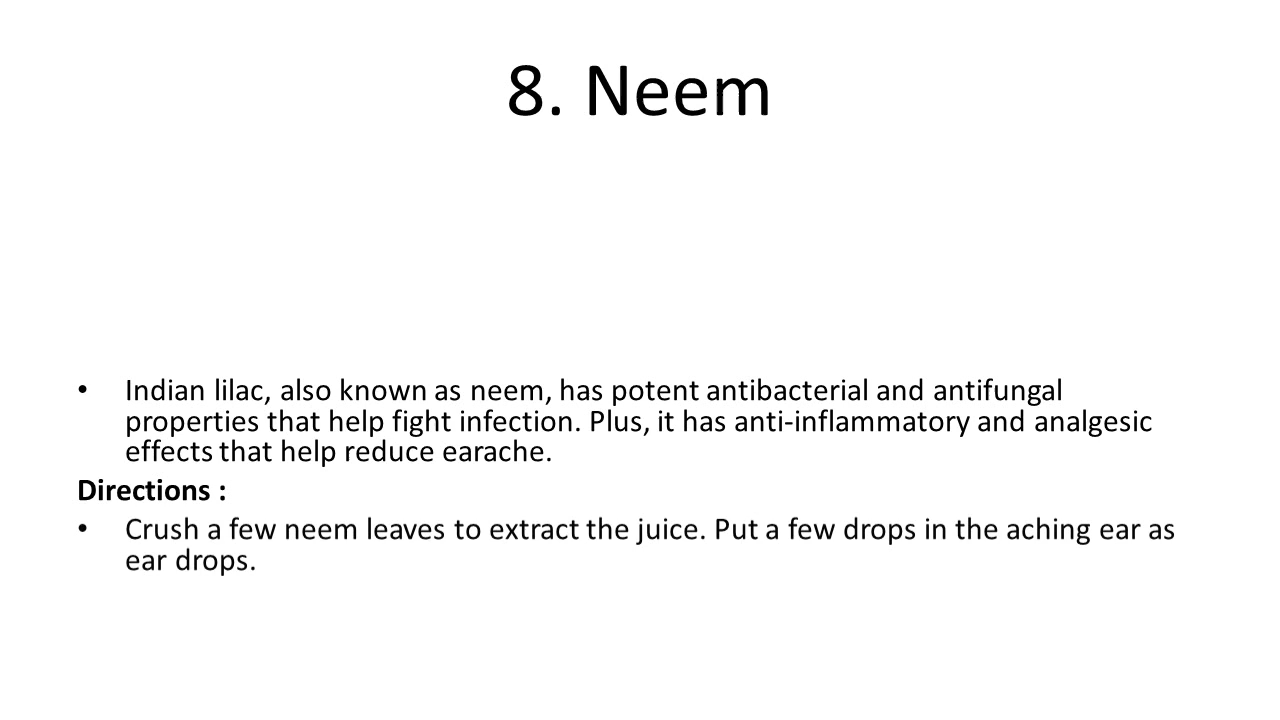 8. Neem
• Indian lilac, also known as neem, has potent antibacterial and antifungal
properties that help fight infection. Plus, it has anti-inflammatory and analgesic
effects that help reduce earache.
Directions :
• Crush a few neem leaves to extract the juice. Put a few drops in the aching ear as
ear drops.